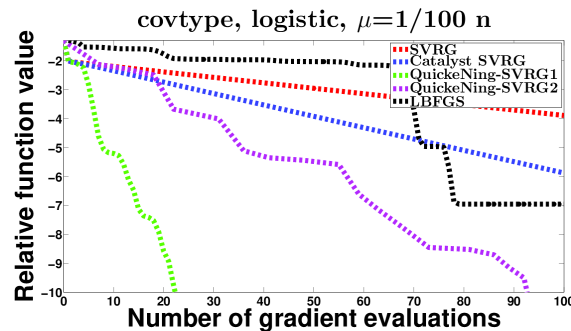 covtype, logistic, μ=1/100 n
Relative function value
-2
-3
-4
-5
-6
-7
-8
-9
-10
0
10
20
30
40
50
60
70
80
90
100
Number of gradient evaluations
SVRG
Catalyst SVRG
QuickeNing-SVRG1
QuickeNing-SVRG2
LBFGS